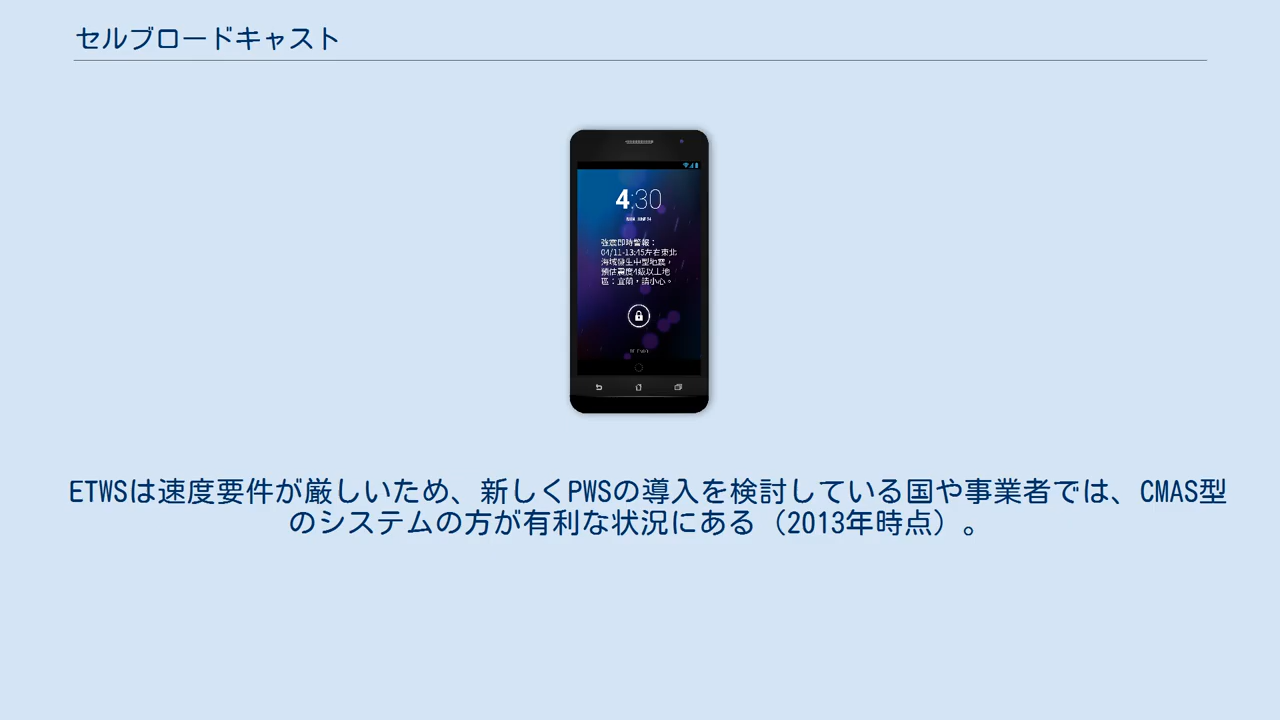 セルブロードキャスト
4:30
強震即時警報：
04/11-13:45左右東北
海域發生中型地震，
預估震度4級以上地
區：宜蘭，請小心。
ETWSは速度要件が厳しいため、新しくPWSの導入を検討している国や事業者では、CMAS型
のシステムの方が有利な状況にある（2013年時点）。